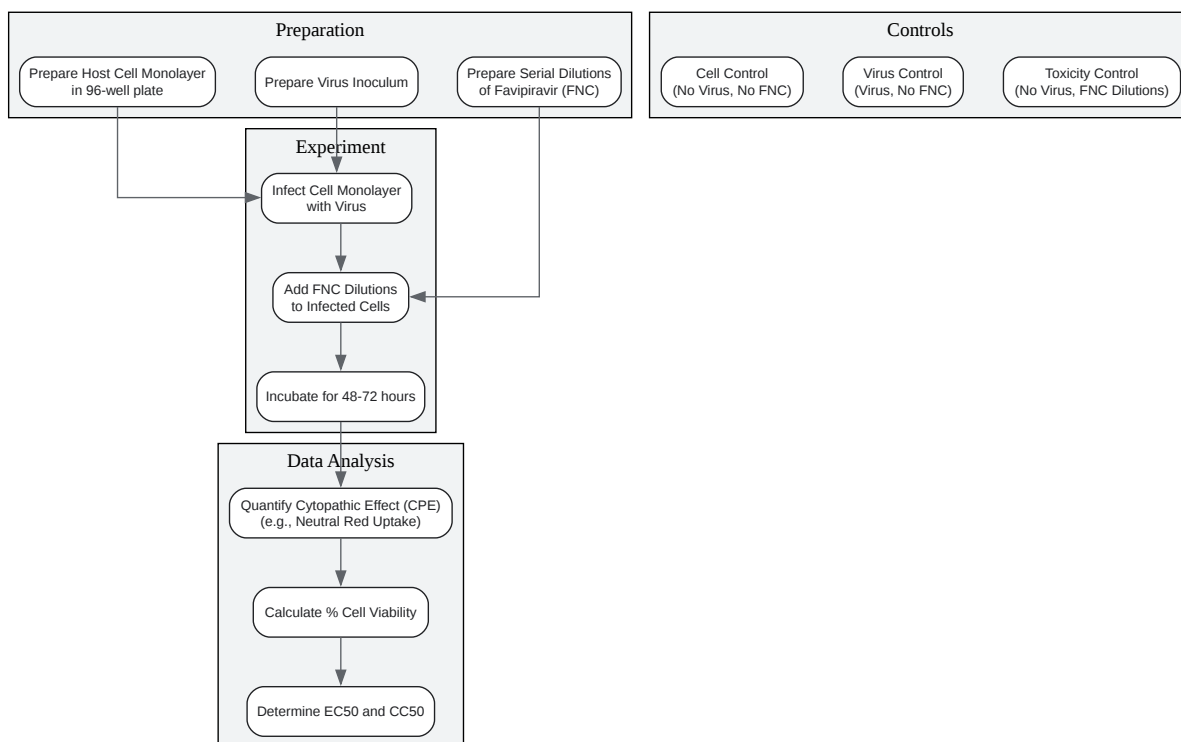 Preparation
Prepare Host Cell Monolayer
in 96-well plate
Prepare Virus Inoculum
Prepare Serial Dilutions
of Favipiravir (FNC)
Controls
Cell Control
(No Virus, No FNC)
Virus Control
(Virus, No FNC)
Toxicity Control
(No Virus, FNC Dilutions)
Experiment
Infect Cell Monolayer
with Virus
Add FNC Dilutions
to Infected Cells
Incubate for 48-72 hours
Data Analysis
Quantify Cytopathic Effect (CPE)
(e.g., Neutral Red Uptake)
Calculate % Cell Viability
Determine EC50 and CC50